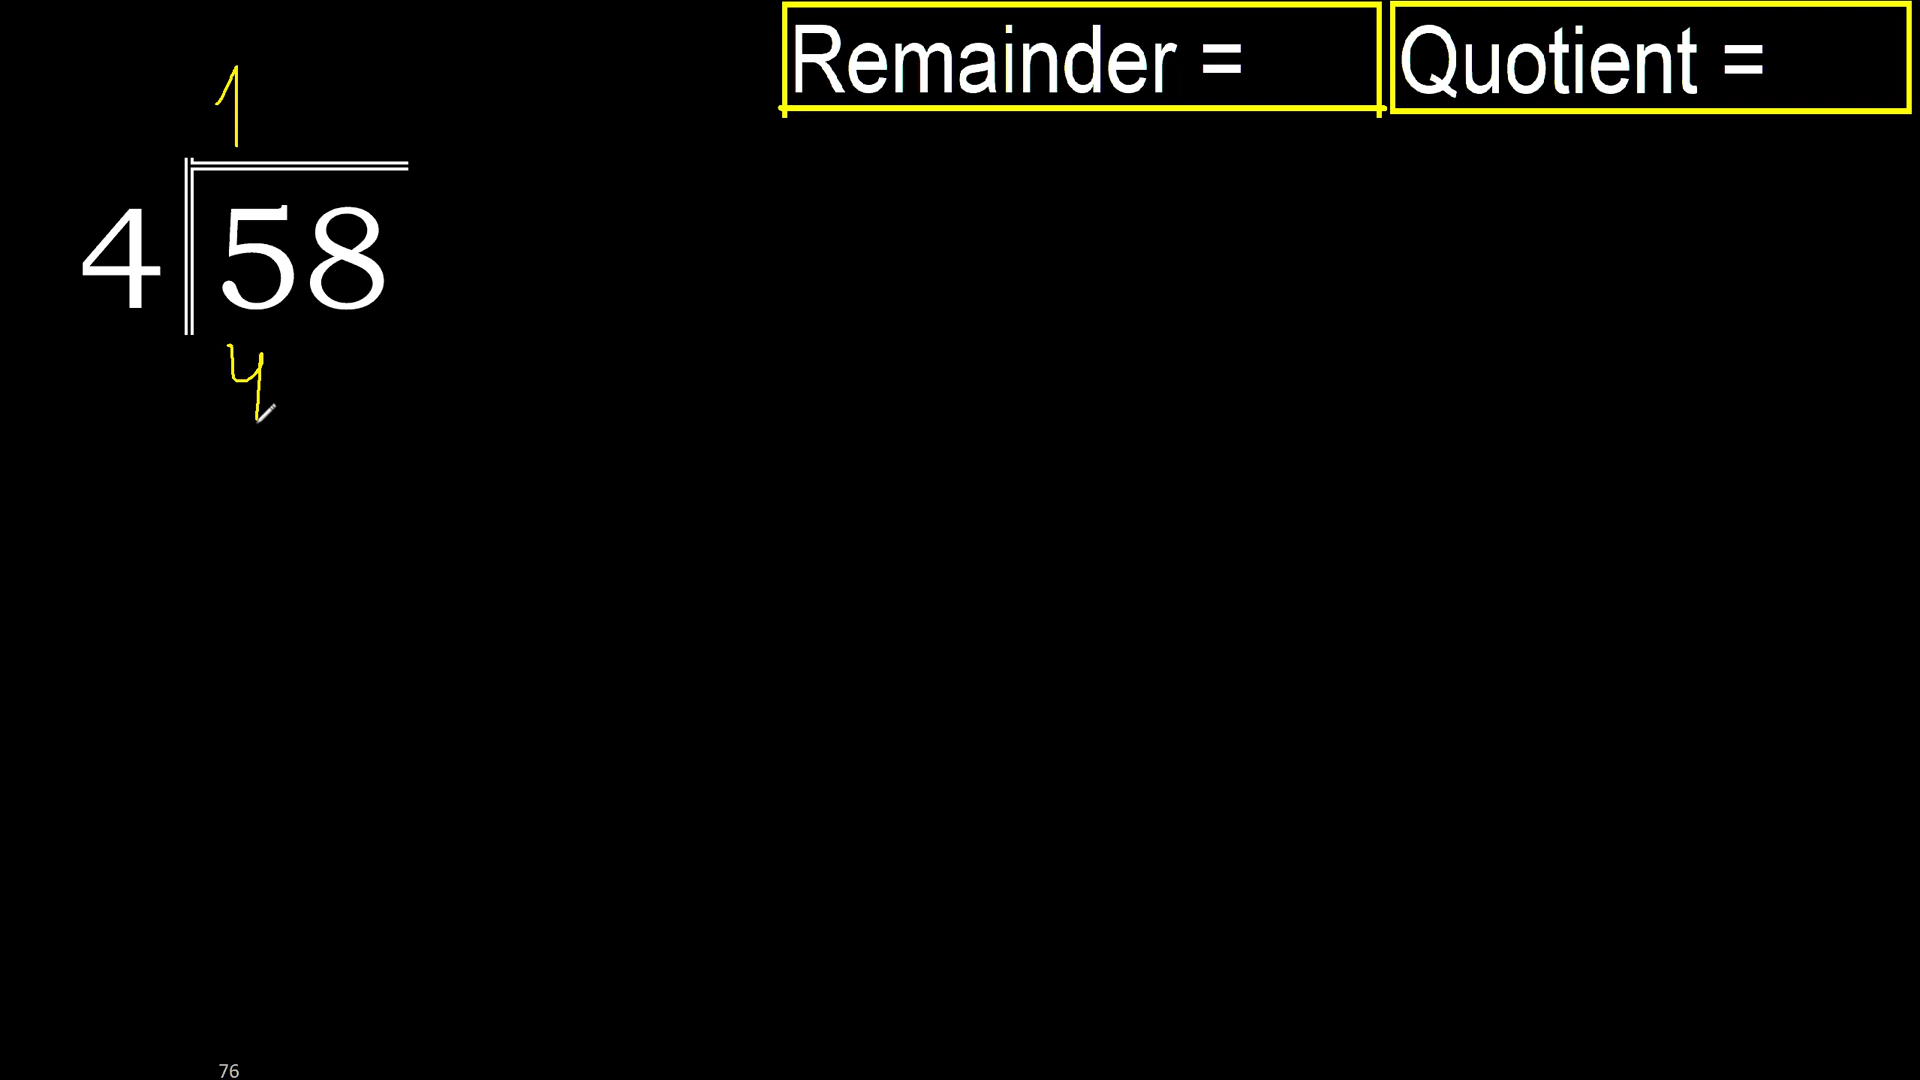 Remainder = Quotient =
1
4 58
4
76